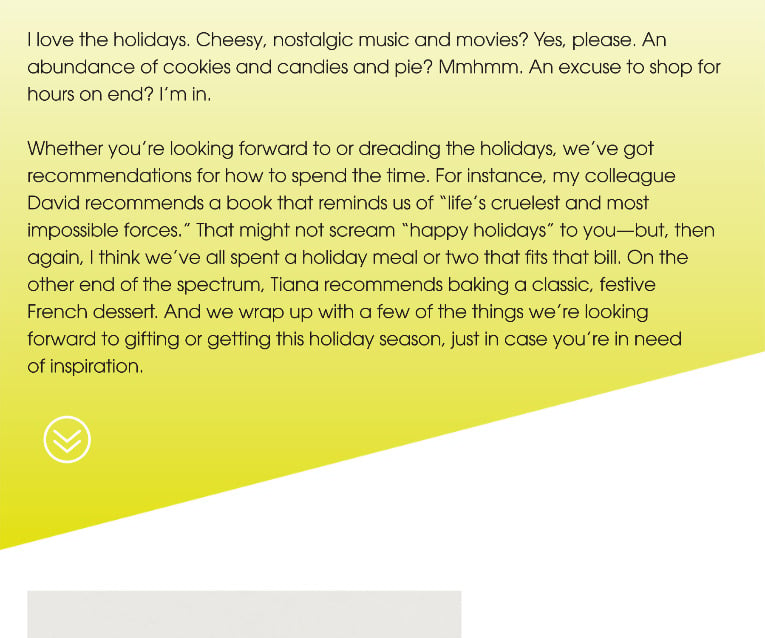 I love the holidays. Cheesy, nostalgic music and movies? Yes, please. An
abundance of cookies and candies and pie? Mmhmm. An excuse to shop for
hours on end? I’m in.
Whether you’re looking forward to or dreading the holidays, we’ve got
recommendations for how to spend the time. For instance, my colleague
David recommends a book that reminds us of “life’s cruelest and most
impossible forces.” That might not scream “happy holidays” to you—but, then
again, I think we’ve all spent a holiday meal or two that fits that bill. On the
other end of the spectrum, Tiana recommends baking a classic, festive
French dessert. And we wrap up with a few of the things we’re looking
forward to gifting or getting this holiday season, just in case you’re in need
of inspiration.